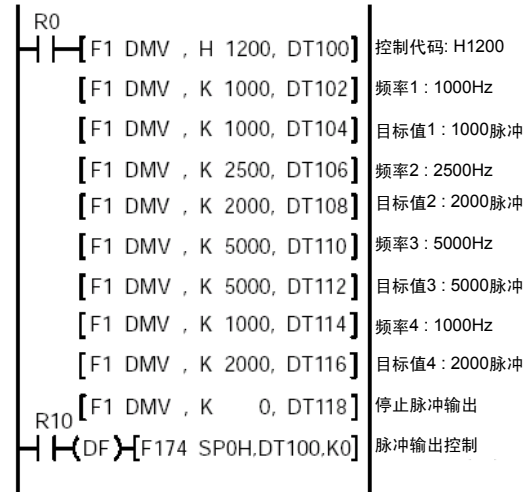 R0
[F1 DMV , H 1200, DT100] 控制代码: H1200
[F1 DMV , K 1000, DT102] 频率1 : 1000Hz
[F1 DMV , K 1000, DT104] 目标值1 : 1000脉冲
[F1 DMV , K 2500, DT106] 频率2 : 2500Hz
[F1 DMV , K 2000, DT108] 目标值2 : 2000脉冲
[F1 DMV , K 5000, DT110] 频率3 : 5000Hz
[F1 DMV , K 5000, DT112] 目标值3 : 5000脉冲
[F1 DMV , K 1000, DT114] 频率4 : 1000Hz
[F1 DMV , K 2000, DT116] 目标值4 : 2000脉冲
[F1 DMV , K 0, DT118] 停止脉冲输出
R10
(DF) [F174 SP0H,DT100,K0] 脉冲输出控制